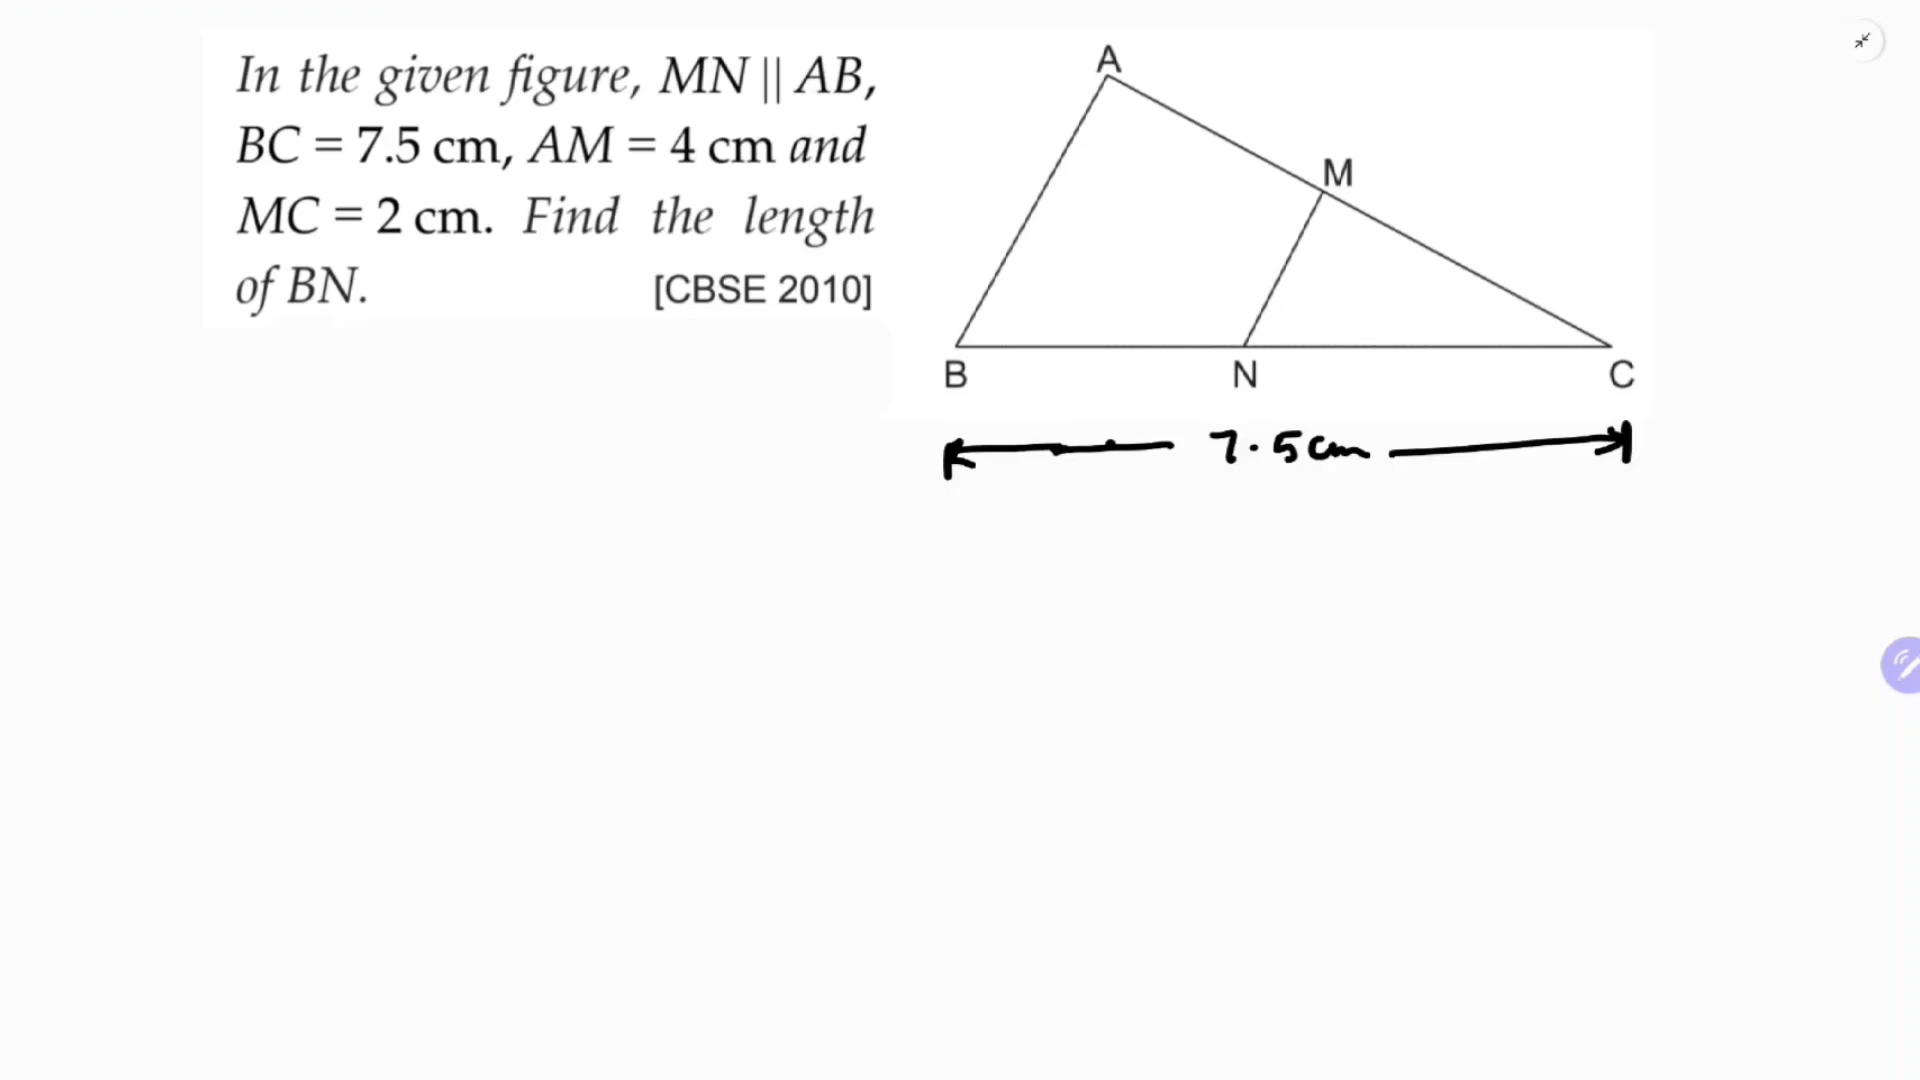 In the given figure, MN || AB,
BC = 7.5 cm, AM = 4 cm and
MC = 2 cm. Find the length
of BN. [CBSE 2010]
A
M
B N C
7.5cm